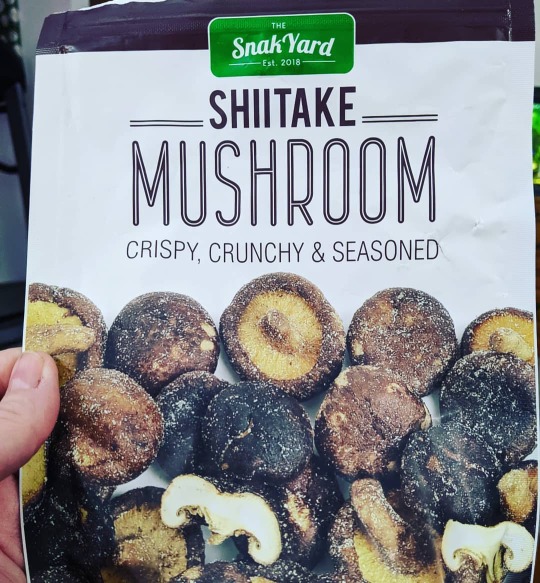 THE
SnakYard
Est. 2018
SHIITAKE
MUSHROOM
CRISPY, CRUNCHY & SEASONED